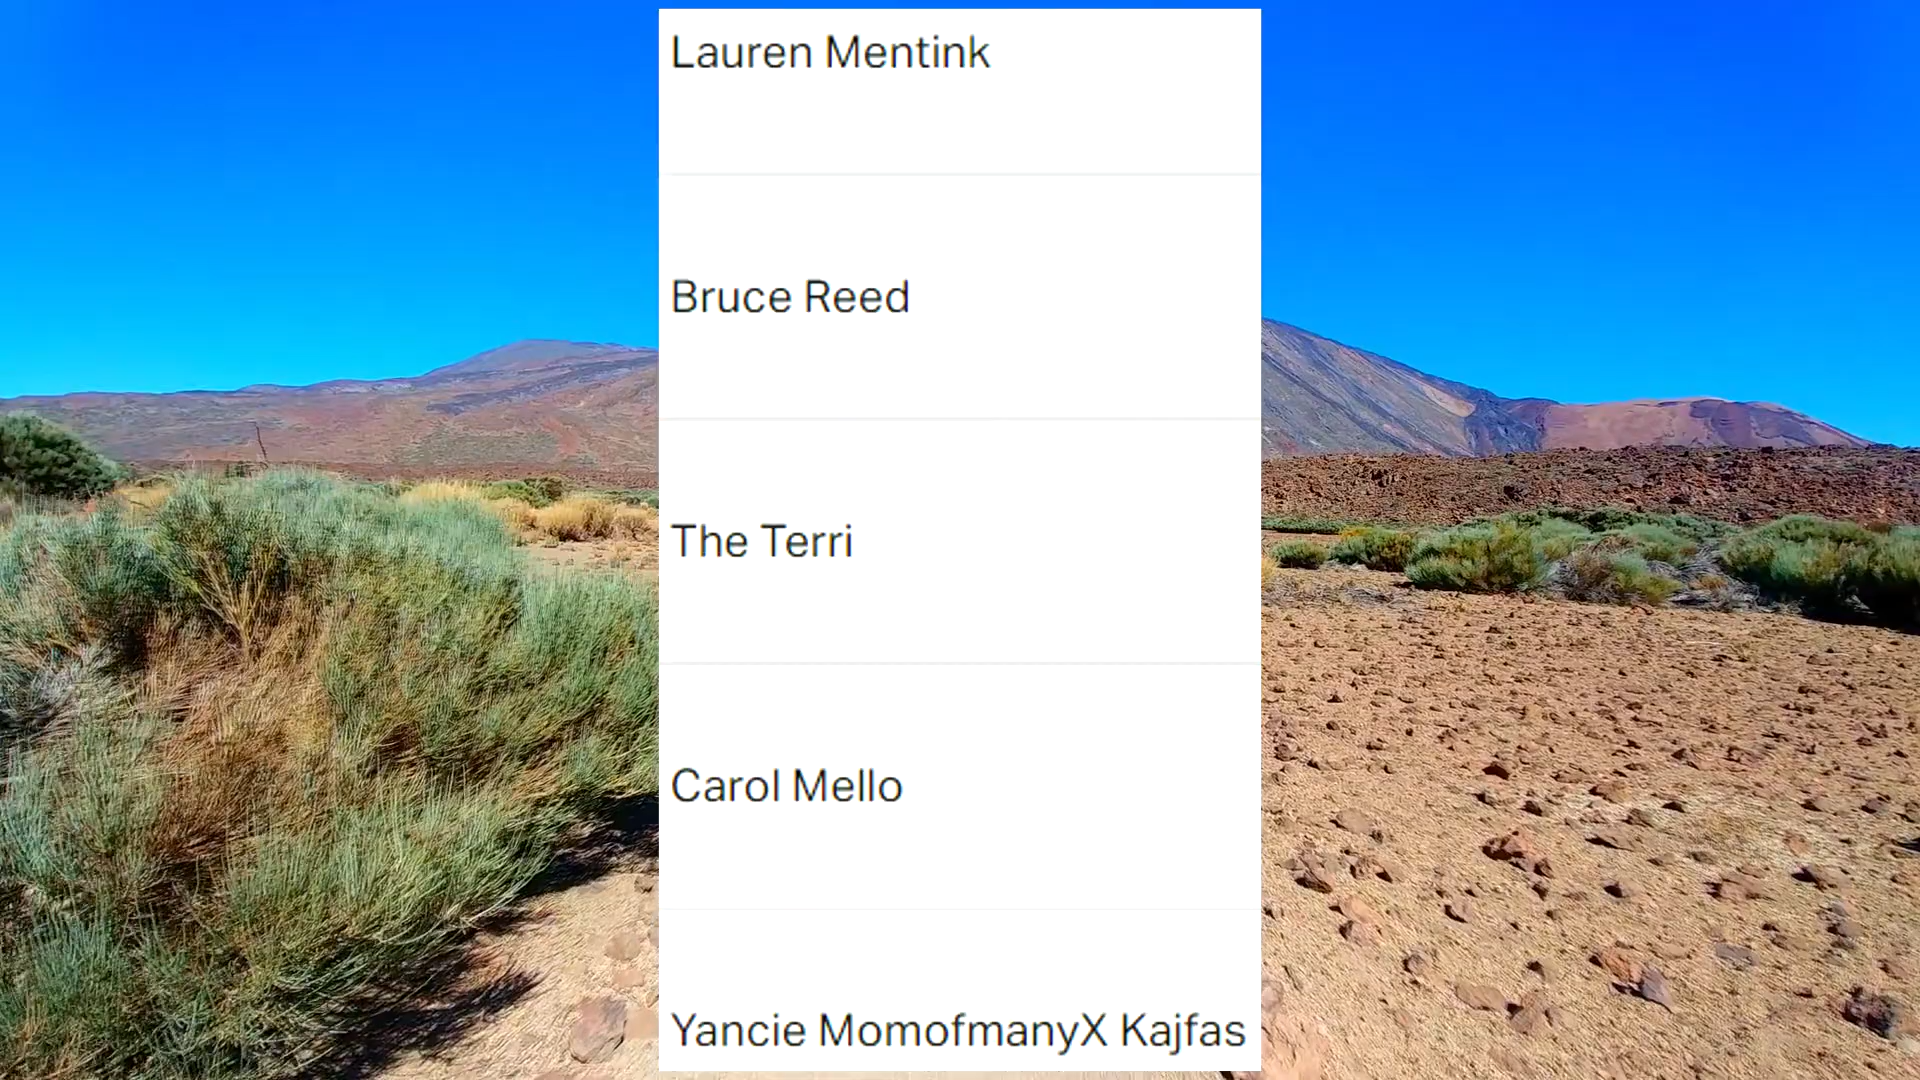 Lauren Mentink
Bruce Reed
The Terri
Carol Mello
Yancie MomofmanyX Kajfas